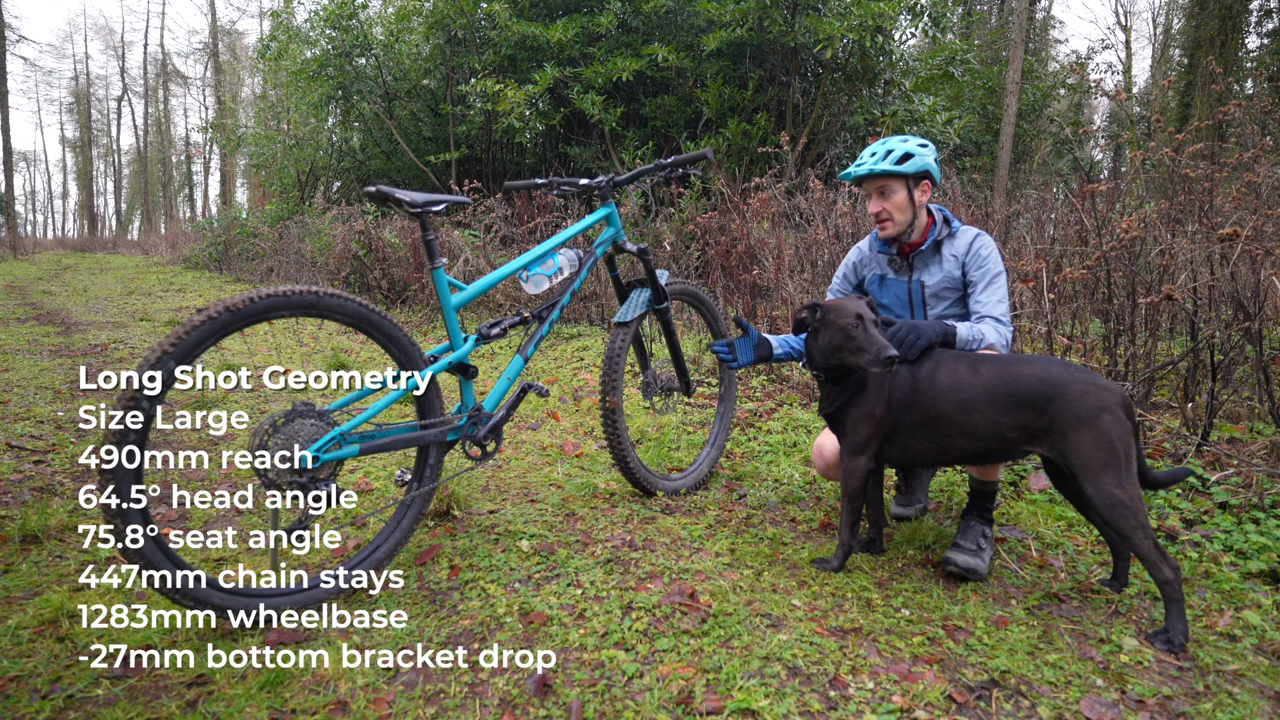 Long Shot Geometry
Size Large
490mm reach
64.5° head angle
75.8° seat angle
447mm chain stays
1283mm wheelbase
-27mm bottom bracket drop